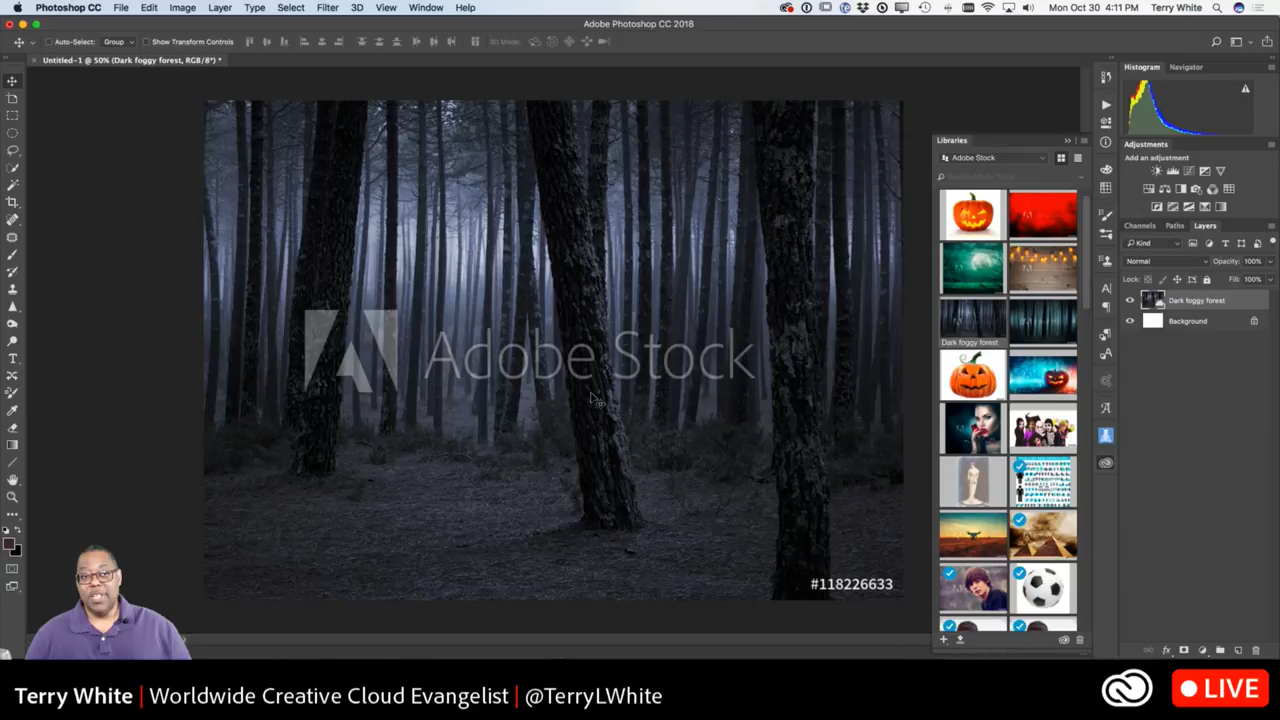 Photoshop CC File Edit Image Layer Type Select Filter 3D View Window Help
Mon Oct 30 4:11 PM Terry White
Adobe Photoshop CC 2018
Auto-Select: Group Show Transform Controls 3D Mode:
Untitled-1 @ 50% (Dark foggy forest, RGB/8*) *
Histogram Navigator
Libraries
Adobe Stock
Adjustments
Add an adjustment
Channels Paths Layers
Kind
Normal Opacity: 100%
Lock: Fill: 100%
Dark foggy forest
Background
Dark foggy forest
Adobe Stock
#118226633
Terry White | Worldwide Creative Cloud Evangelist | @TerryLWhite
LIVE